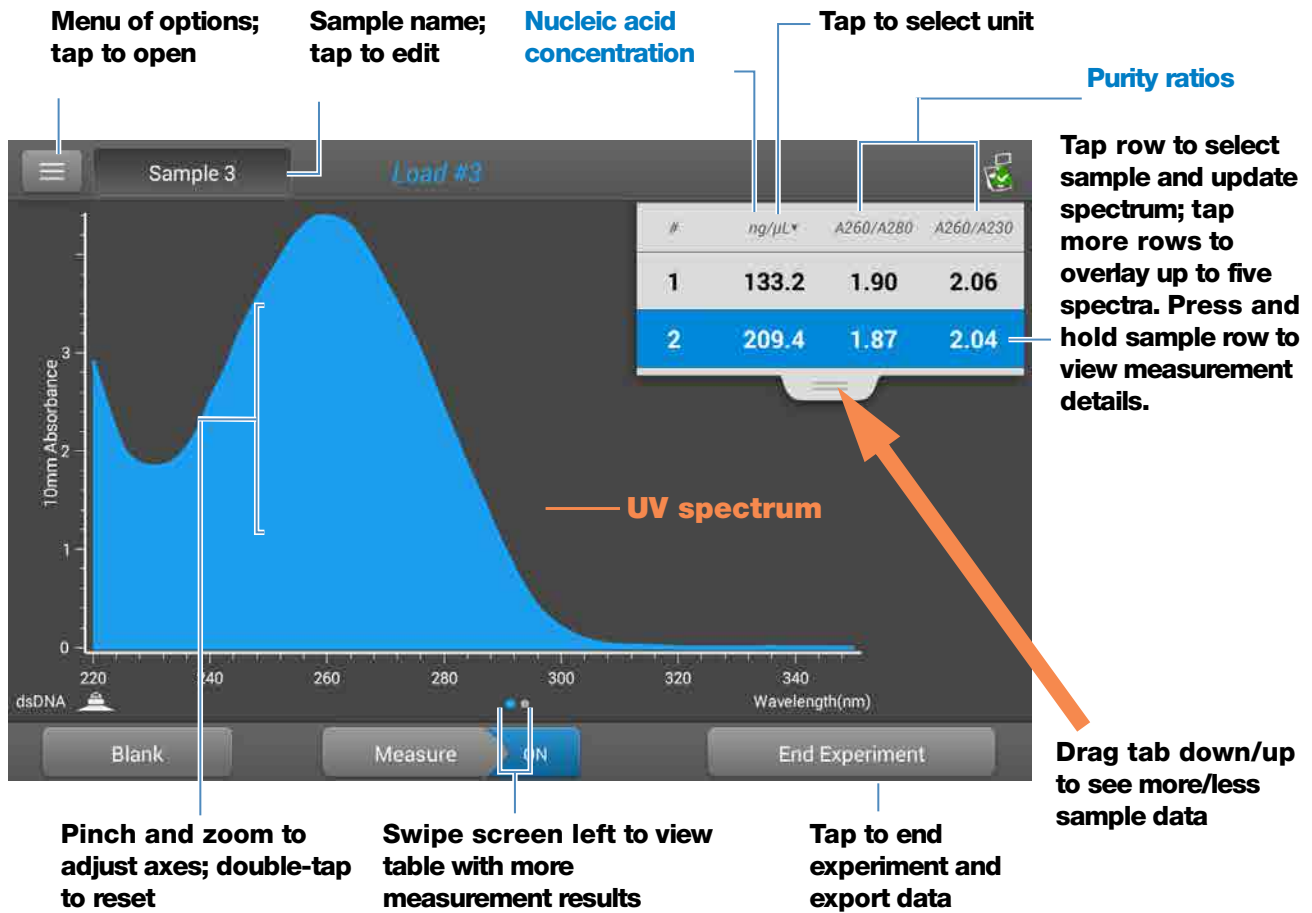 Menu of options;
tap to open
Sample name;
tap to edit
Nucleic acid
concentration
Tap to select unit
Purity ratios
Tap row to select
sample and update
spectrum; tap
more rows to
overlay up to five
spectra. Press and
hold sample row to
view measurement
details.
Sample 3
Load #3
# ng/µL A260/A280 A260/A230
1 133.2 1.90 2.06
2 209.4 1.87 2.04
10mm Absorbance
3
2
1
0
UV spectrum
220 240 260 280 300 320 340
dsDNA
Wavelength(nm)
Blank
Measure
ON
End Experiment
Drag tab down/up
to see more/less
sample data
Pinch and zoom to
adjust axes; double-tap
to reset
Swipe screen left to view
table with more
measurement results
Tap to end
experiment and
export data